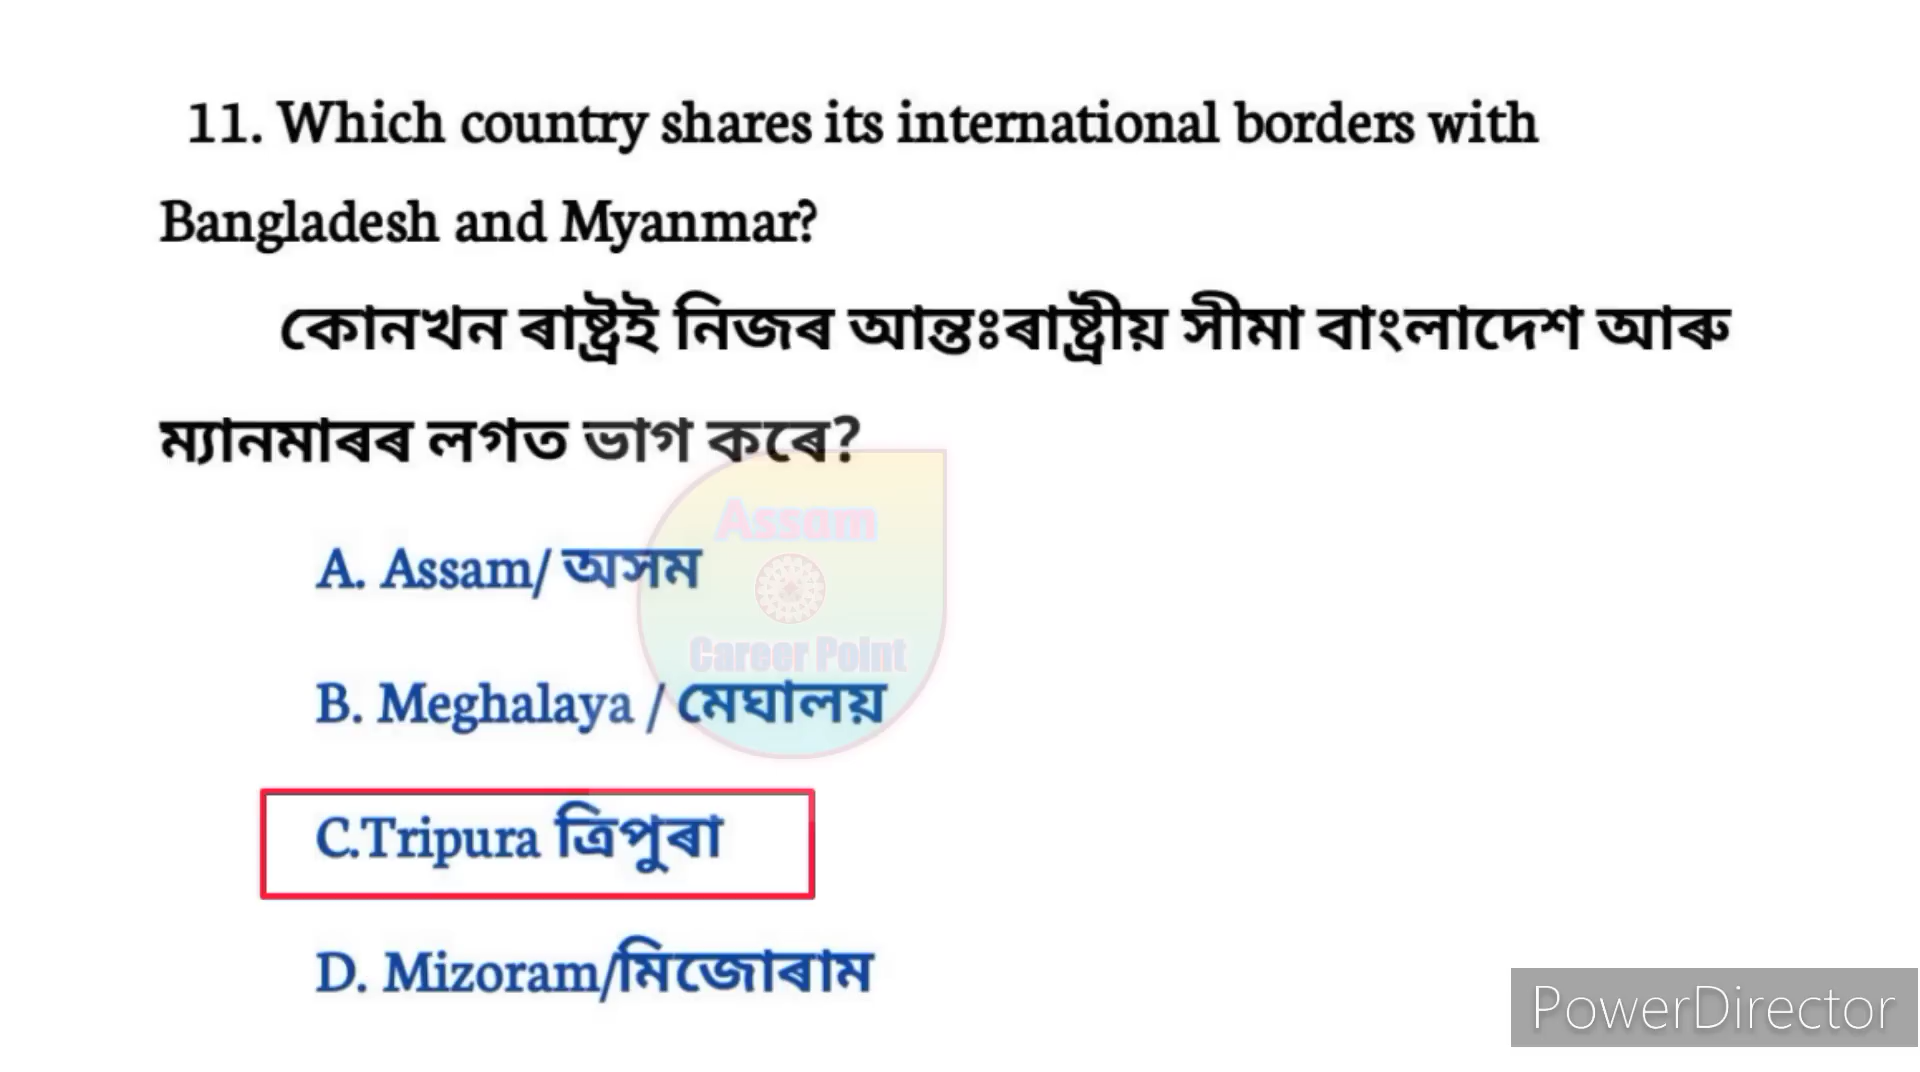 11. Which country shares its international borders with
Bangladesh and Myanmar?
কোনখন ৰাষ্ট্ৰই নিজৰ আন্তঃৰাষ্ট্ৰীয় সীমা বাংলাদেশ আৰু
ম্যানমাৰৰ লগত ভাগ কৰে?
Assam
A. Assam/ অসম
Career Point
B. Meghalaya / মেঘালয়
C.Tripura ত্ৰিপুৰা
D. Mizoram/মিজোৰাম
PowerDirector